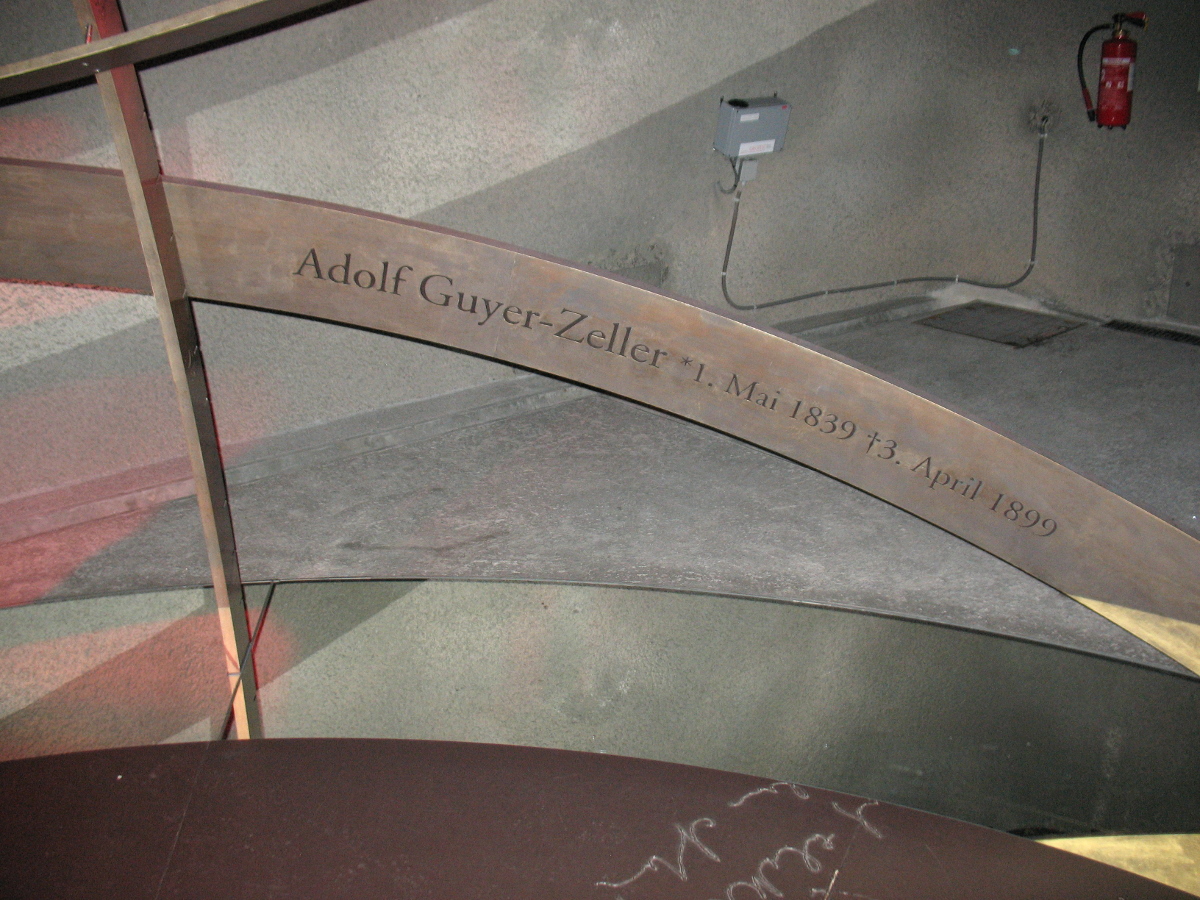 Adolf Guyer-Zeller *1. Mai 1839 †3. April 1899